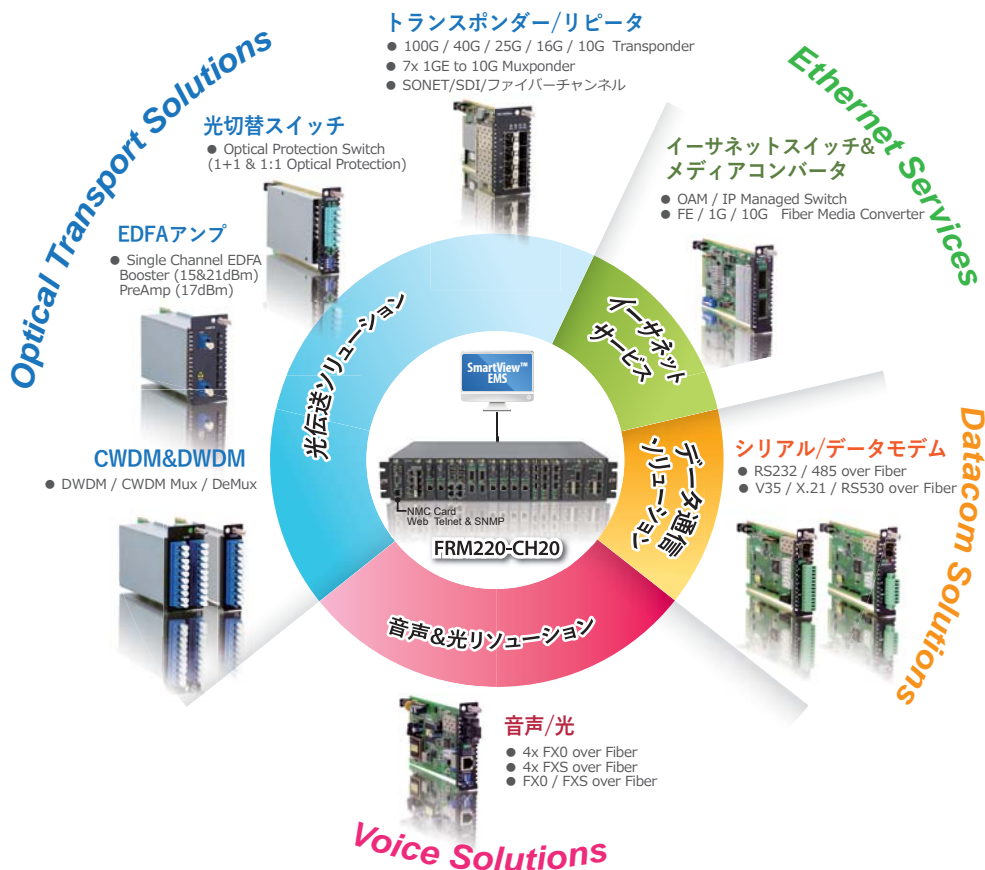 Optical Transport Solutions
トランスポンダー/リピータ
● 100G / 40G / 25G / 16G / 10G Transponder
● 7x 1GE to 10G Muxponder
● SONET/SDI/ファイバーチャンネル
光切替スイッチ
● Optical Protection Switch
(1+1 & 1:1 Optical Protection)
EDFAアンプ
● Single Channel EDFA
Booster (15&21dBm)
PreAmp (17dBm)
CWDM&DWDM
● DWDM / CWDM Mux / DeMux
Ethernet Services
イーサネットスイッチ&
メディアコンバータ
● OAM / IP Managed Switch
● FE / 1G / 10G Fiber Media Converter
光伝送ソリューション
イーサネット
サービス
データ通信
ソリューション
音声&光リソューション
SmartView™
EMS
NMC Card
Web Telnet & SNMP
FRM220-CH20
Datacom Solutions
シリアル/データモデム
● RS232 / 485 over Fiber
● V35 / X.21 / RS530 over Fiber
音声/光
● 4x FX0 over Fiber
● 4x FXS over Fiber
● FX0 / FXS over Fiber
Voice Solutions